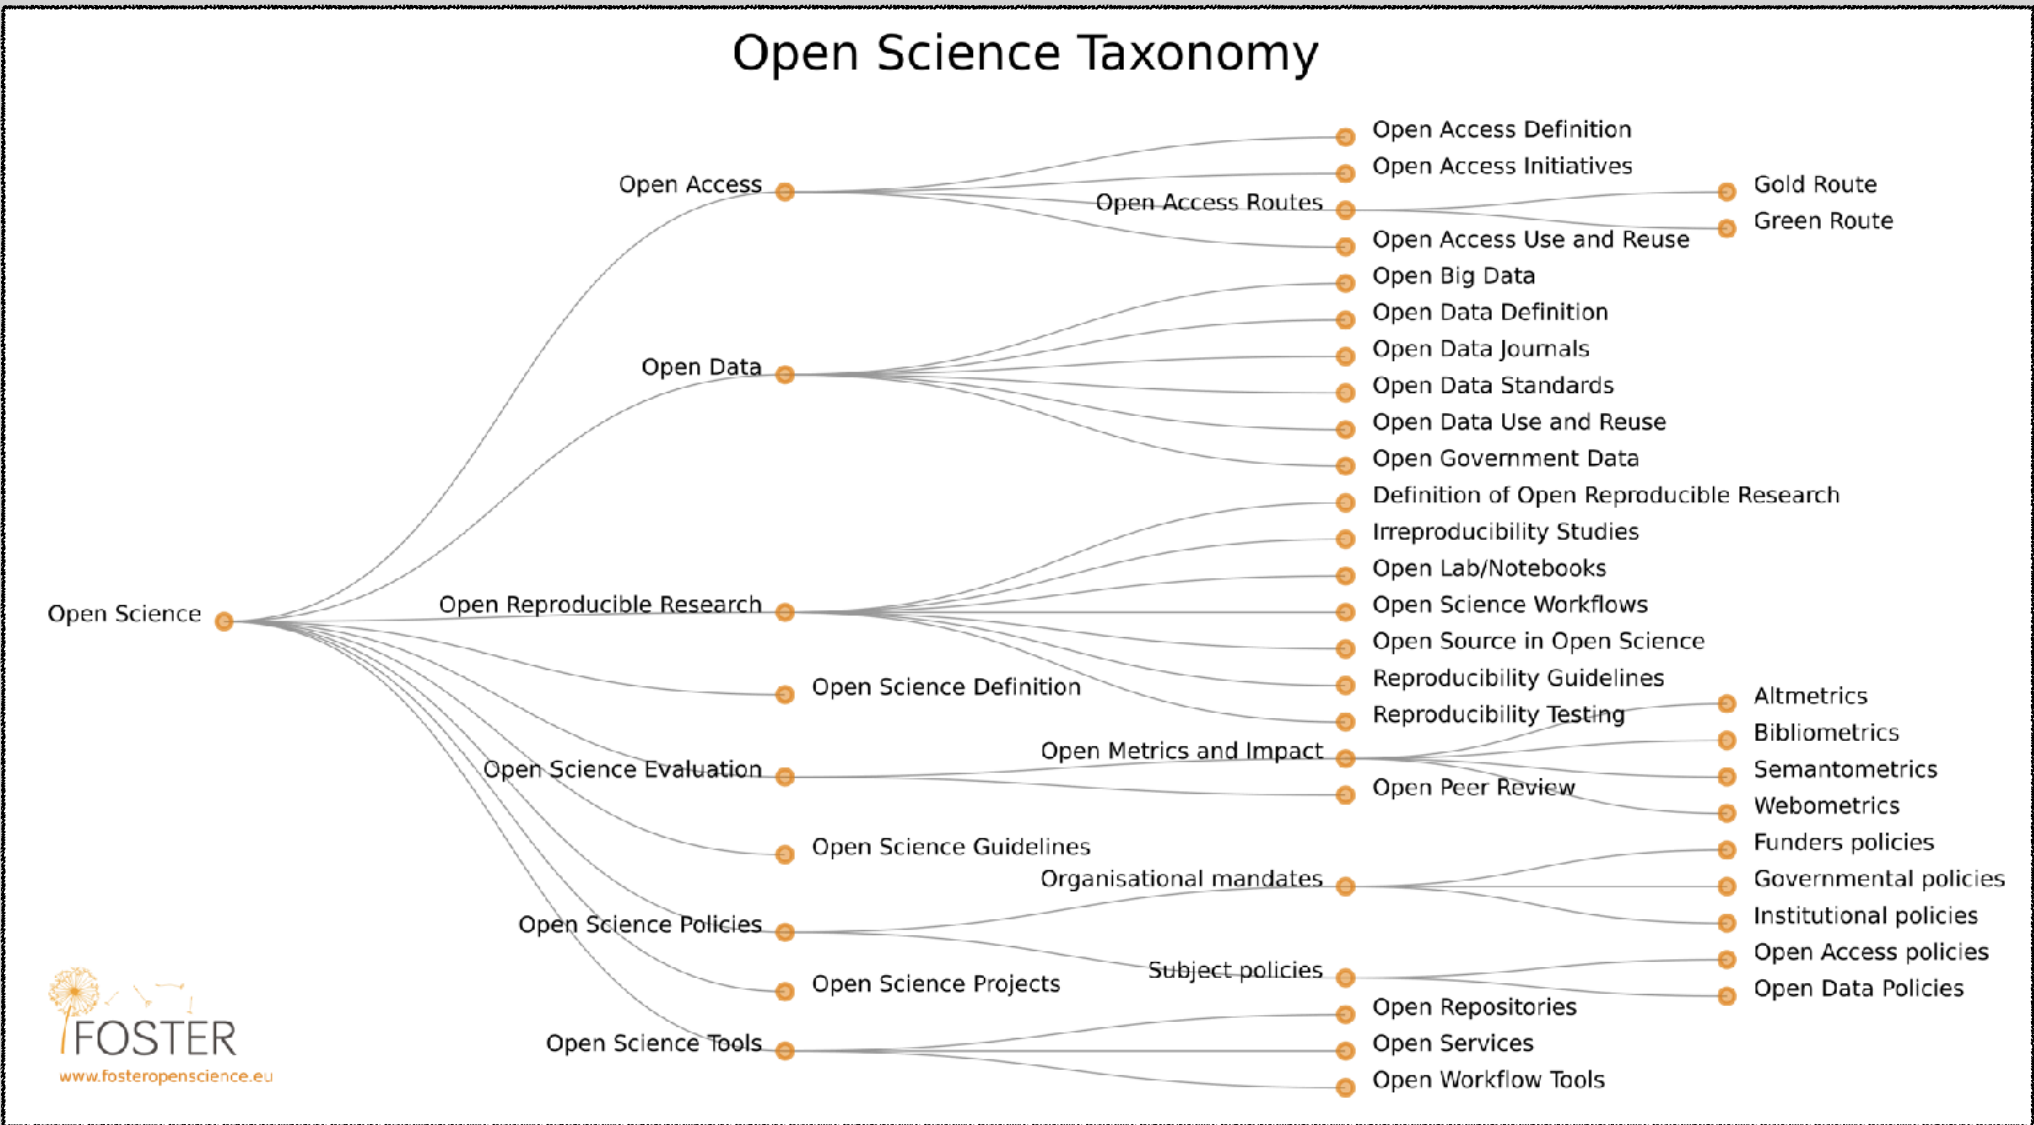 Open Science Taxonomy
Open Access Definition
Open Access Initiatives
Open Access
Gold Route
Open Access Routes
Green Route
Open Access Use and Reuse
Open Big Data
Open Data Definition
Open Data Journals
Open Data
Open Data Standards
Open Data Use and Reuse
Open Government Data
Definition of Open Reproducible Research
Irreproducibility Studies
Open Lab/Notebooks
Open Reproducible Research
Open Science Workflows
Open Science
Open Source in Open Science
Reproducibility Guidelines
Open Science Definition
Altmetrics
Reproducibility Testing
Bibliometrics
Open Metrics and Impact
Open Science Evaluation
Semantometrics
Open Peer Review
Webometrics
Funders policies
Open Science Guidelines
Organisational mandates
Governmental policies
Institutional policies
Open Science Policies
Open Access policies
Subject policies
Open Science Projects
Open Data Policies
Open Repositories
Open Science Tools
Open Services
Open Workflow Tools
FOSTER
www.fosteropenscience.eu